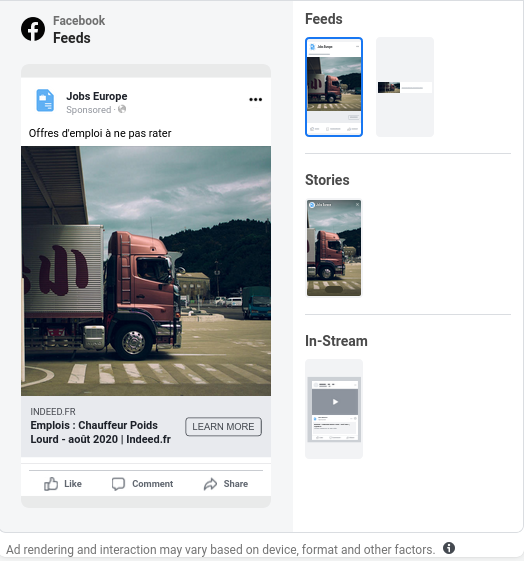 Facebook
Feeds
Jobs Europe
Sponsored ·
Offres d'emploi à ne pas rater
INDEED.FR
Emplois : Chauffeur Poids
Lourd - août 2020 | Indeed.fr
LEARN MORE
Like
Comment
Share
Feeds
Jobs Europe
Stories
In-Stream
Ad rendering and interaction may vary based on device, format and other factors.